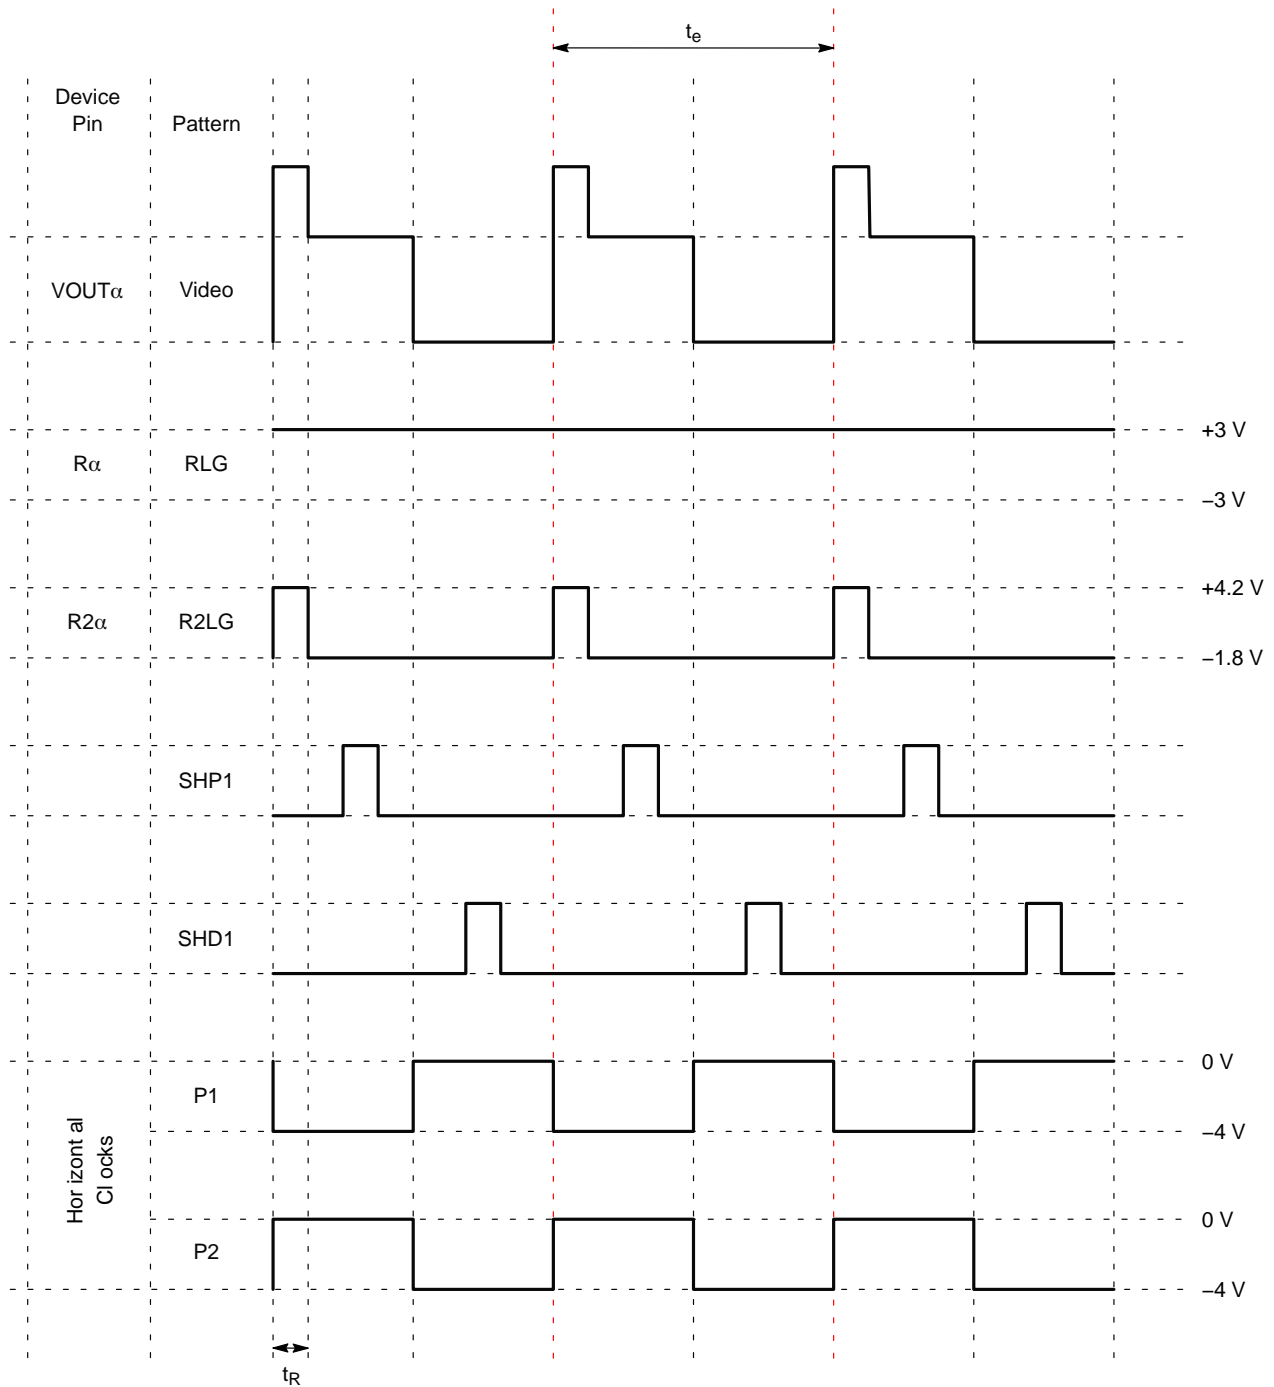 tₑ
Device
Pin
Pattern
VOUTα
Video
+3 V
Rα
RLG
–3 V
+4.2 V
R2α
R2LG
–1.8 V
SHP1
SHD1
0 V
P1
–4 V
Hor izont al
Cl ocks
0 V
P2
–4 V
t_R